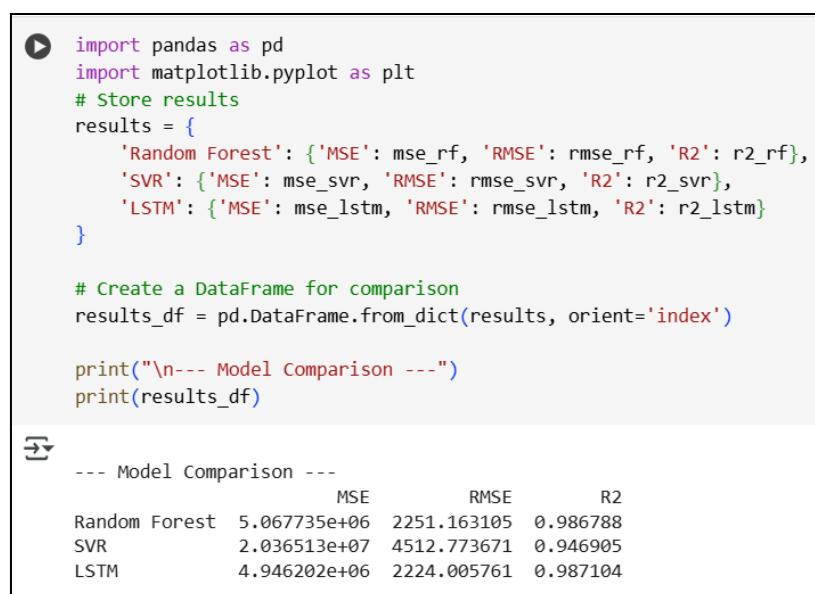 import pandas as pd
import matplotlib.pyplot as plt
# Store results
results = {
    'Random Forest': {'MSE': mse_rf, 'RMSE': rmse_rf, 'R2': r2_rf},
    'SVR': {'MSE': mse_svr, 'RMSE': rmse_svr, 'R2': r2_svr},
    'LSTM': {'MSE': mse_lstm, 'RMSE': rmse_lstm, 'R2': r2_lstm}
}
# Create a DataFrame for comparison
results_df = pd.DataFrame.from_dict(results, orient='index')
print("\n--- Model Comparison ---")
print(results_df)
--- Model Comparison ---
                        MSE         RMSE        R2
Random Forest  5.067735e+06  2251.163105  0.986788
SVR            2.036513e+07  4512.773671  0.946905
LSTM           4.946202e+06  2224.005761  0.987104